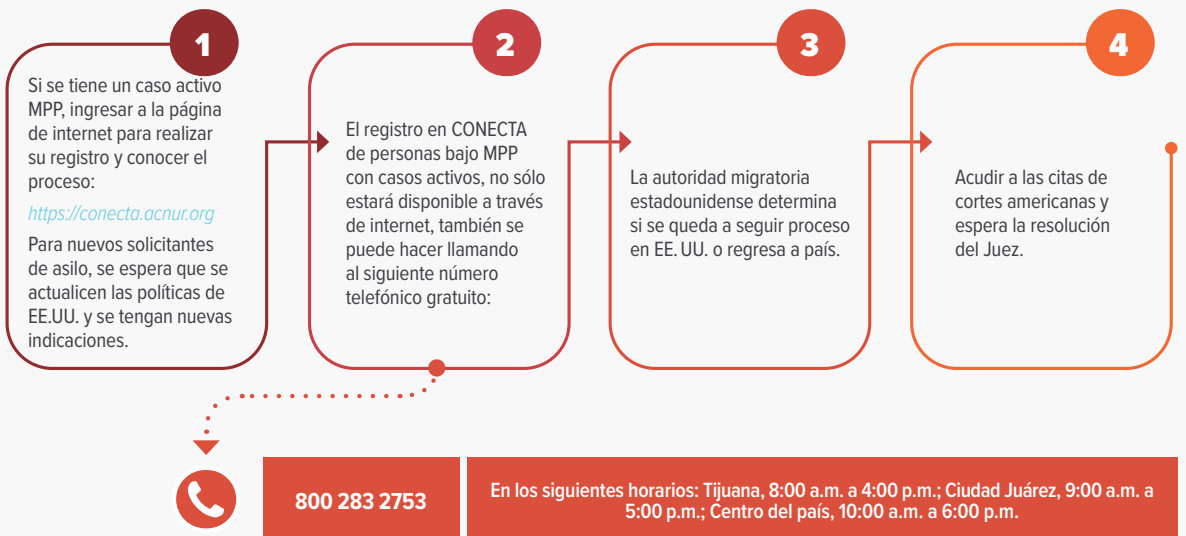 1
Si se tiene un caso activo
MPP, ingresar a la página
de internet para realizar
su registro y conocer el
proceso:
https://conecta.acnur.org
Para nuevos solicitantes
de asilo, se espera que se
actualicen las políticas de
EE.UU. y se tengan nuevas
indicaciones.
2
El registro en CONECTA
de personas bajo MPP
con casos activos, no sólo
estará disponible a través
de internet, también se
puede hacer llamando
al siguiente número
telefónico gratuito:
3
La autoridad migratoria
estadounidense determina
si se queda a seguir proceso
en EE. UU. o regresa a país.
4
Acudir a las citas de
cortes americanas y
espera la resolución
del Juez.
800 283 2753
En los siguientes horarios: Tijuana, 8:00 a.m. a 4:00 p.m.; Ciudad Juárez, 9:00 a.m. a
5:00 p.m.; Centro del país, 10:00 a.m. a 6:00 p.m.